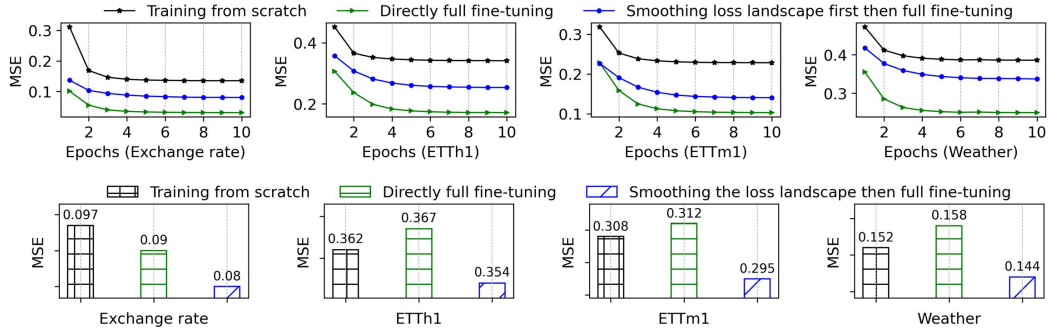 Training from scratch Directly full fine-tuning Smoothing loss landscape first then full fine-tuning
MSE 0.3 0.2 0.1 2 4 6 8 10 Epochs (Exchange rate)
MSE 0.4 0.2 2 4 6 8 10 Epochs (ETTh1)
MSE 0.3 0.2 0.1 2 4 6 8 10 Epochs (ETTm1)
MSE 0.4 0.3 2 4 6 8 10 Epochs (Weather)
Training from scratch Directly full fine-tuning Smoothing the loss landscape then full fine-tuning
MSE 0.097 0.09 0.08 Exchange rate
MSE 0.362 0.367 0.354 ETTh1
MSE 0.308 0.312 0.295 ETTm1
MSE 0.152 0.158 0.144 Weather